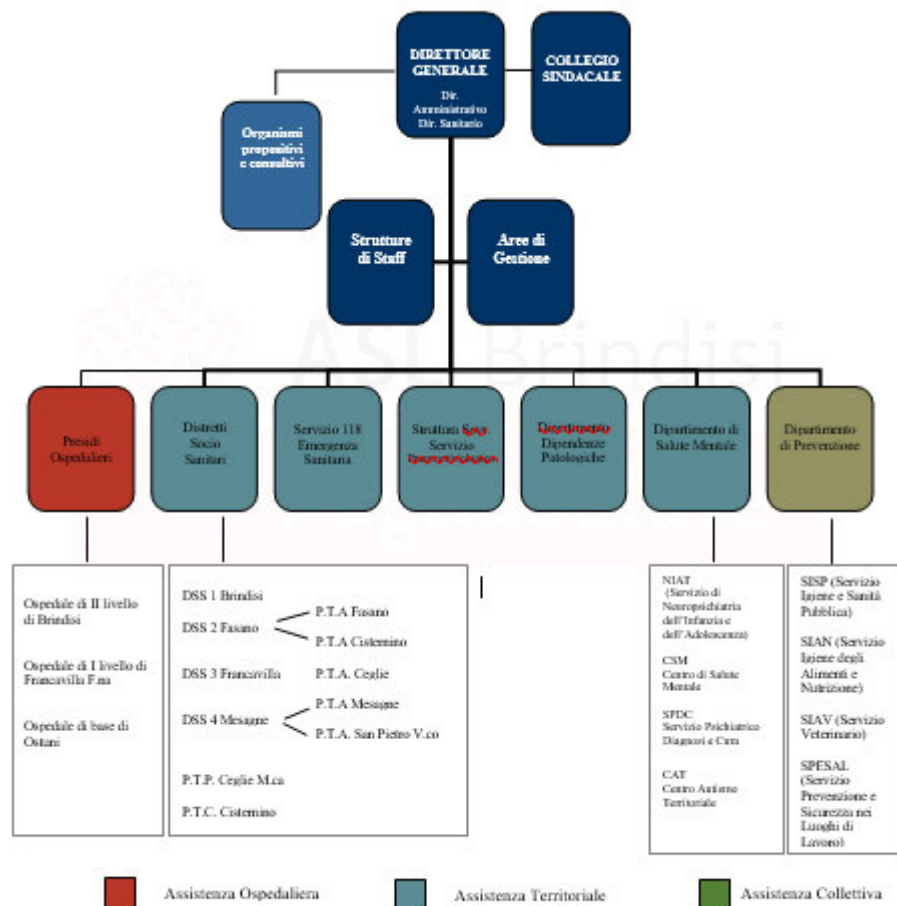 DIRETTORE
GENERALE
Dir.
Amministrativo
Dir. Sanitario
COLLEGIO
SINDACALE
Organismi
propositivi
e consultivi
Strutture
di Staff
Aree di
Gestione
ASL Brindisi
Presidi
Ospedalieri
Distretti
Socio
Sanitari
Servizio 118
Emergenza
Sanitaria
Struttura Sovr.
Servizio
Dipartimento
Dipendenze
Patologiche
Dipartimento di
Salute Mentale
Dipartimento
di Prevenzione
Ospedale di II livello
di Brindisi
Ospedale di I livello di
Francavilla F.na
Ospedale di base di
Ostuni
DSS 1 Brindisi
DSS 2 Fasano
P.T.A Fasano
P.T.A Cisternino
DSS 3 Francavilla
P.T.A. Ceglie
DSS 4 Mesagne
P.T.A Mesagne
P.T.A. San Pietro V.co
P.T.P. Ceglie M.ca
P.T.C. Cisternino
NIAT
(Servizio di
Neuropsichiatria
dell'Infanzia e
dell'Adolescenza)
CSM
Centro di Salute
Mentale
SPDC
Servizio Psichiatrico
Diagnosi e Cura
CAT
Centro Autismo
Territoriale
SISP (Servizio
Igiene e Sanità
Pubblica)
SIAN (Servizio
Igiene degli
Alimenti e
Nutrizione)
SIAV (Servizio
Veterinario)
SPESAL
(Servizio
Prevenzione e
Sicurezza nei
Luoghi di
Lavoro)
Assistenza Ospedaliera
Assistenza Territoriale
Assistenza Collettiva